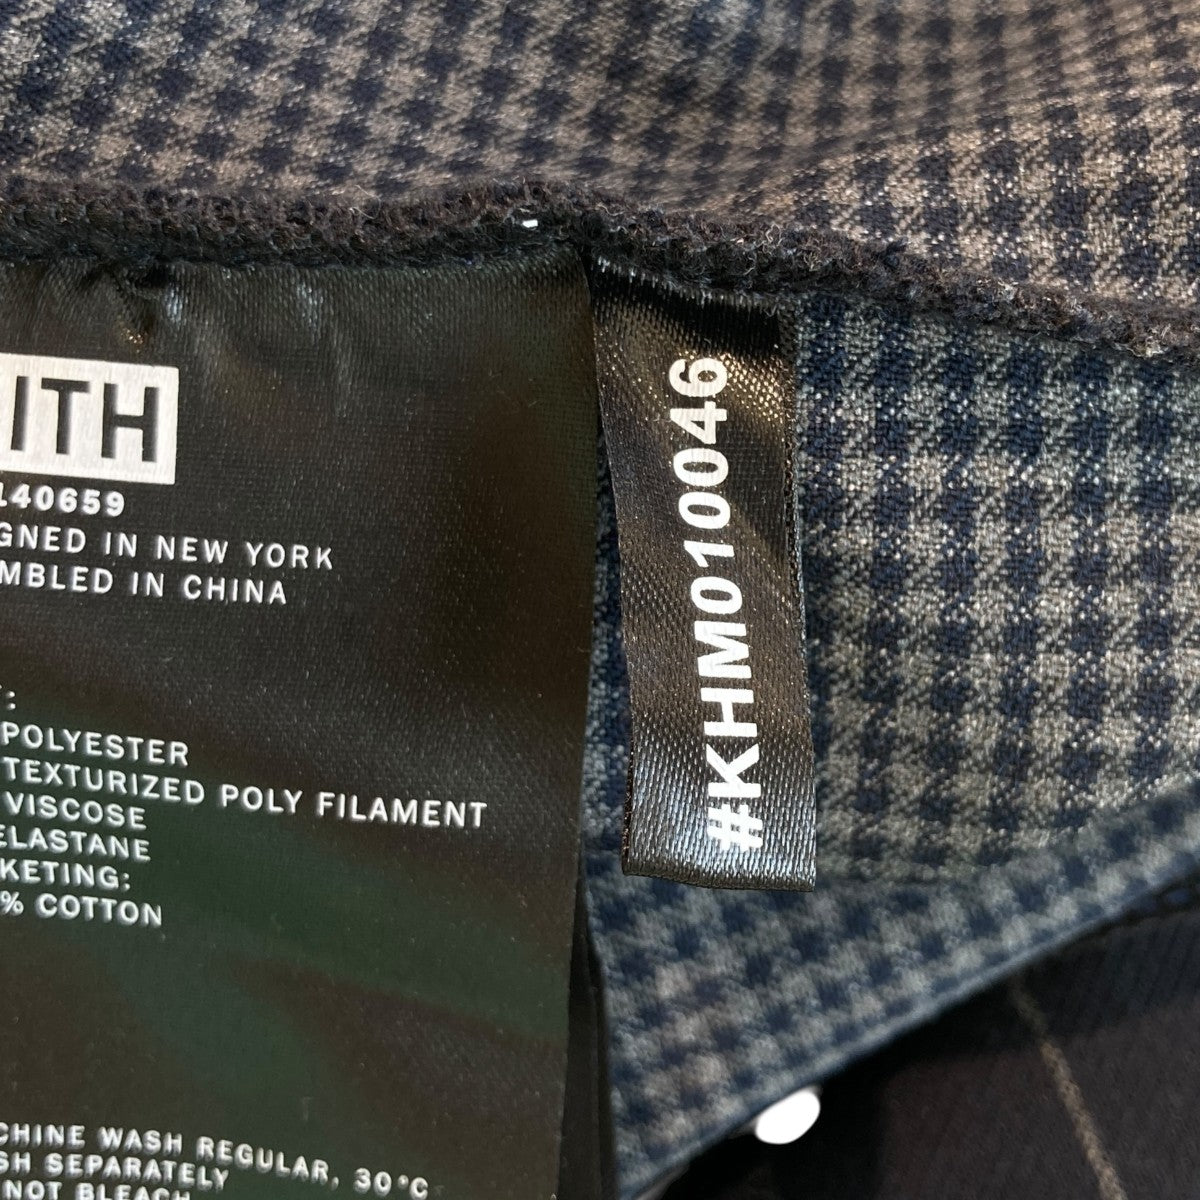 ITH
140659
GNED IN NEW YORK
MBLED IN CHINA
:
POLYESTER
TEXTURIZED POLY FILAMENT
VISCOSE
ELASTANE
KETING:
% COTTON
CHINE WASH REGULAR, 30°C
SH SEPARATELY
NOT BLEACH
#KHM010046